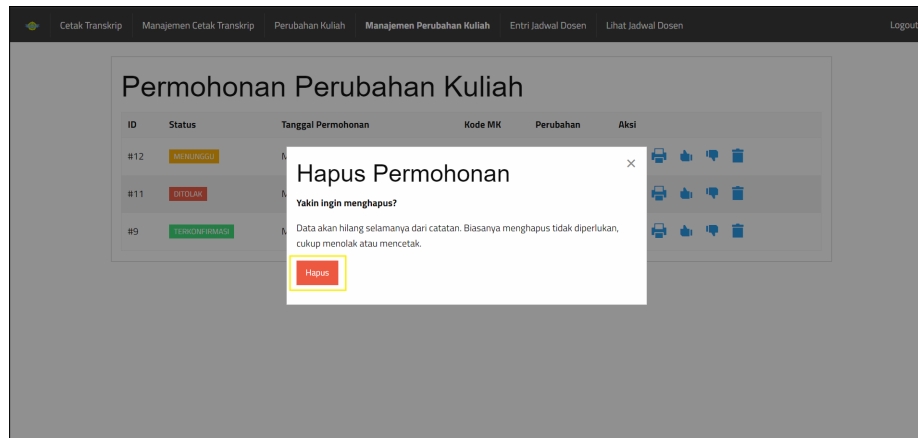 Cetak Transkrip Manajemen Cetak Transkrip Perubahan Kuliah Manajemen Perubahan Kuliah Entri Jadwal Dosen Lihat Jadwal Dosen Logout
Permohonan Perubahan Kuliah
ID Status Tanggal Permohonan Kode MK Perubahan Aksi
#12 MENUNGGU
#11 DITOLAK
#9 TERKONFIRMASI
Hapus Permohonan ×
Yakin ingin menghapus?
Data akan hilang selamanya dari catatan. Biasanya menghapus tidak diperlukan,
cukup menolak atau mencetak.
Hapus